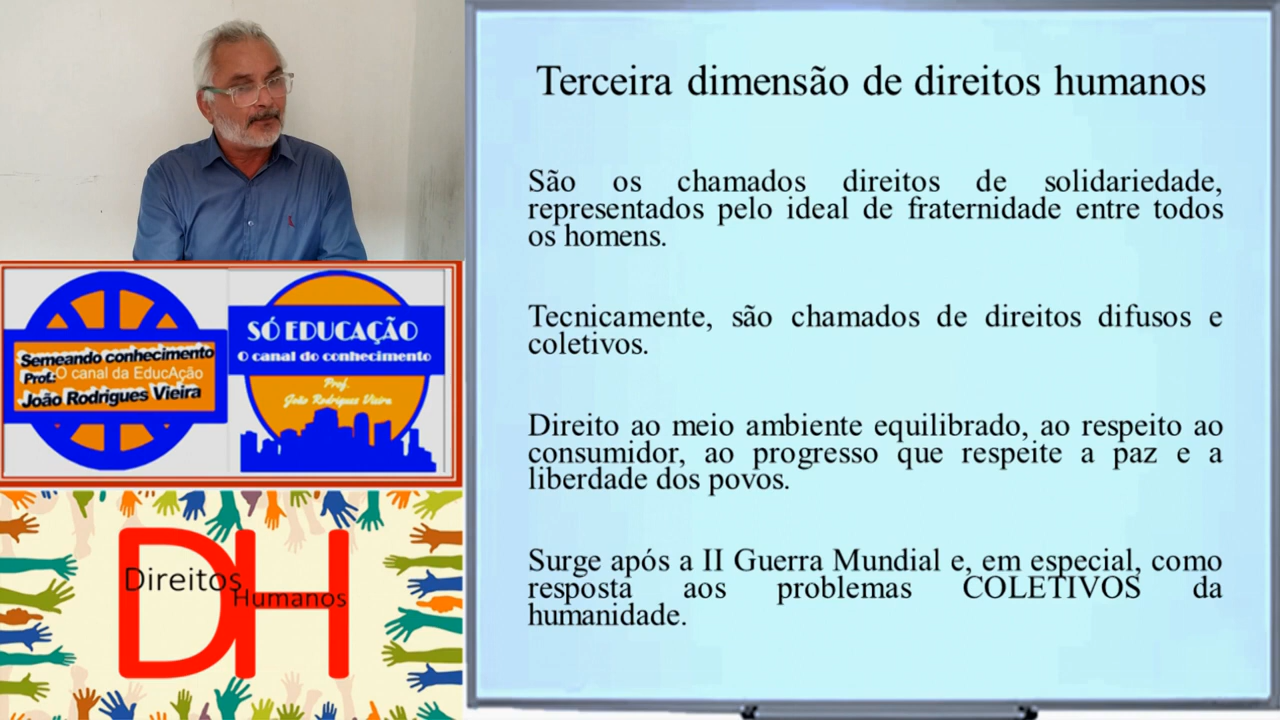 Terceira dimensão de direitos humanos
São os chamados direitos de solidariedade,
representados pelo ideal de fraternidade entre todos
os homens.
Tecnicamente, são chamados de direitos difusos e
coletivos.
Direito ao meio ambiente equilibrado, ao respeito ao
consumidor, ao progresso que respeite a paz e a
liberdade dos povos.
Surge após a II Guerra Mundial e, em especial, como
resposta aos problemas COLETIVOS da
humanidade.
Semeando conhecimento
Prof.:
O canal da EducAção
João Rodrigues Vieira
SÓ EDUCAÇÃO
O canal do conhecimento
Prof.
João Rodrigues Vieira
DH
Direitos
Humanos